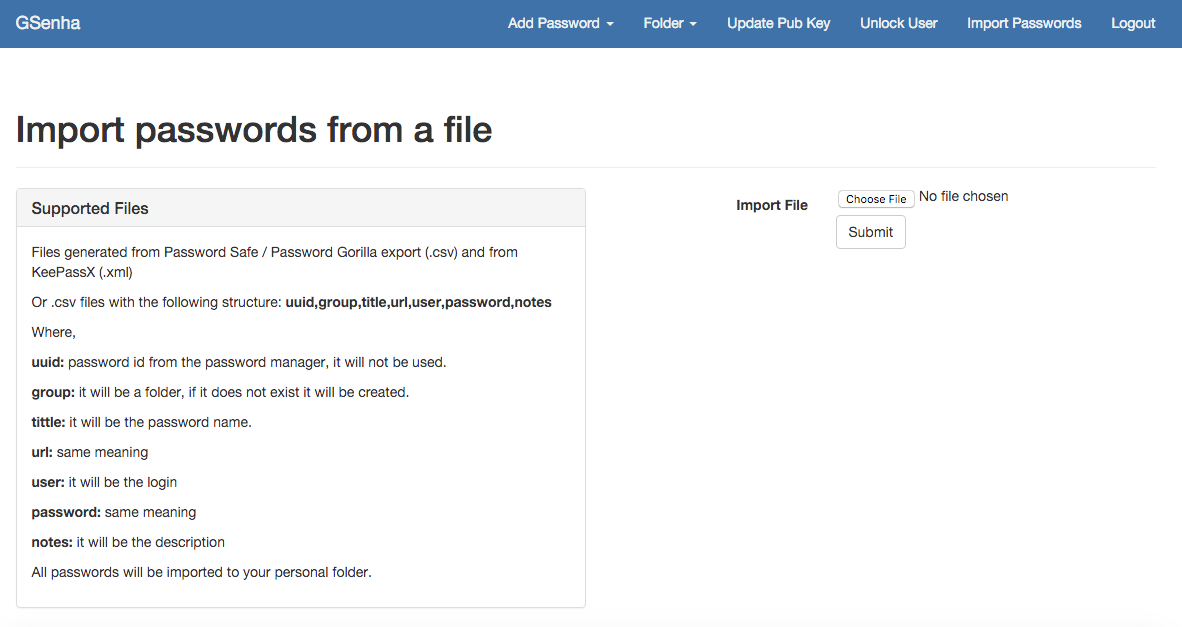 GSenha
Add Password
Folder
Update Pub Key
Unlock User
Import Passwords
Logout
Import passwords from a file
Supported Files
Files generated from Password Safe / Password Gorilla export (.csv) and from
KeePassX (.xml)
Or .csv files with the following structure: uuid,group,title,url,user,password,notes
Where,
uuid: password id from the password manager, it will not be used.
group: it will be a folder, if it does not exist it will be created.
tittle: it will be the password name.
url: same meaning
user: it will be the login
password: same meaning
notes: it will be the description
All passwords will be imported to your personal folder.
Import File
Choose File No file chosen
Submit